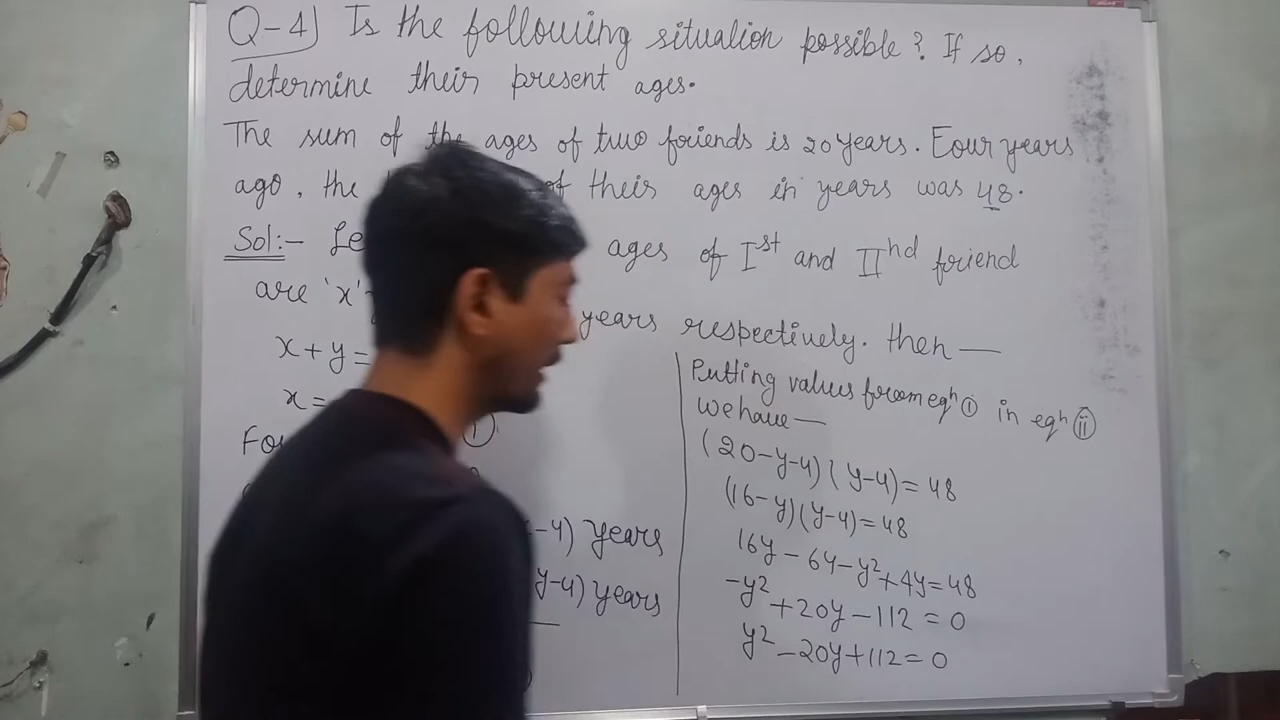 Q-4) Is the following situation possible? If so,
determine their present ages.
The sum of the ages of two friends is 20 years. Four years
ago, the of their ages in years was 48.
Sol:- Le ages of Ist and IInd friend
are 'x' years respectively. then —
x+y=
x=
Fo ①
-4) years
y-4) years
Putting values from eqn ① in eqn ⓘⓘ
We have —
(20-y-4)(y-4)=48
(16-y)(y-4)=48
16y-64-y²+4y=48
-y²+20y-112=0
y²-20y+112=0